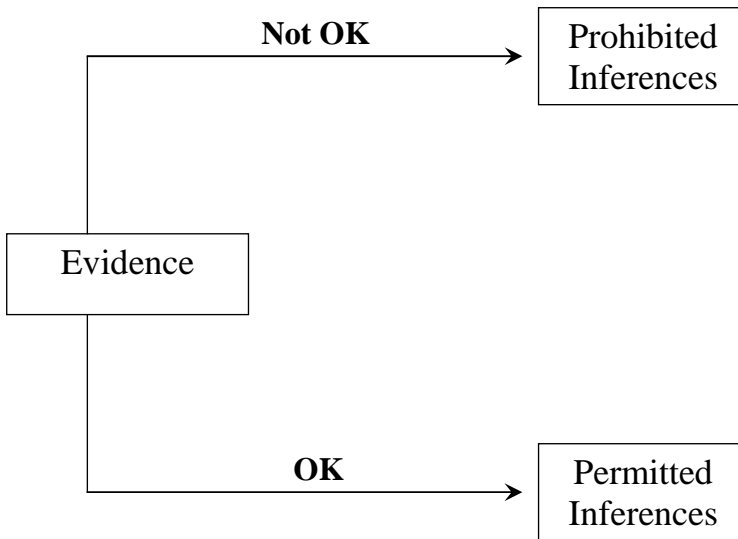 Not OK
Prohibited
Inferences
Evidence
OK
Permitted
Inferences